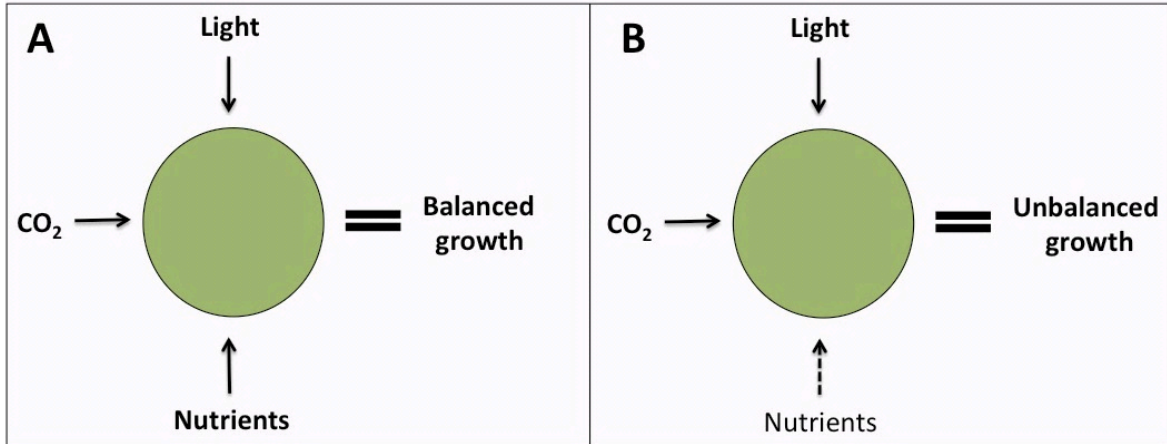 A
Light
CO₂
Balanced
growth
Nutrients
B
Light
CO₂
Unbalanced
growth
Nutrients